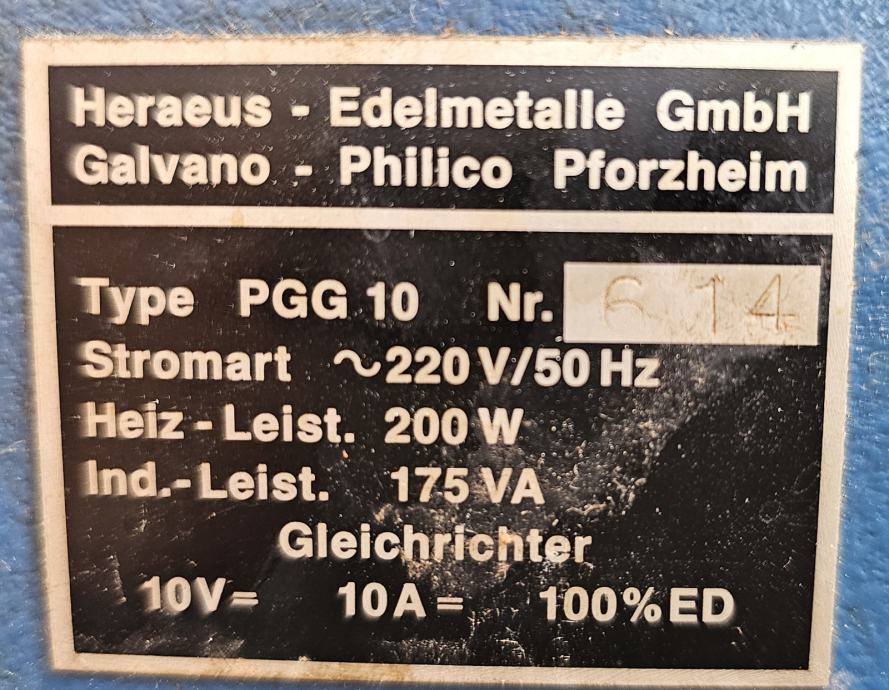 Heraeus - Edelmetalle GmbH
Galvano - Philico Pforzheim
Type PGG 10 Nr. 614
Stromart ~220 V/50 Hz
Heiz - Leist. 200 W
Ind.-Leist. 175 VA
Gleichrichter
10V= 10A= 100%ED